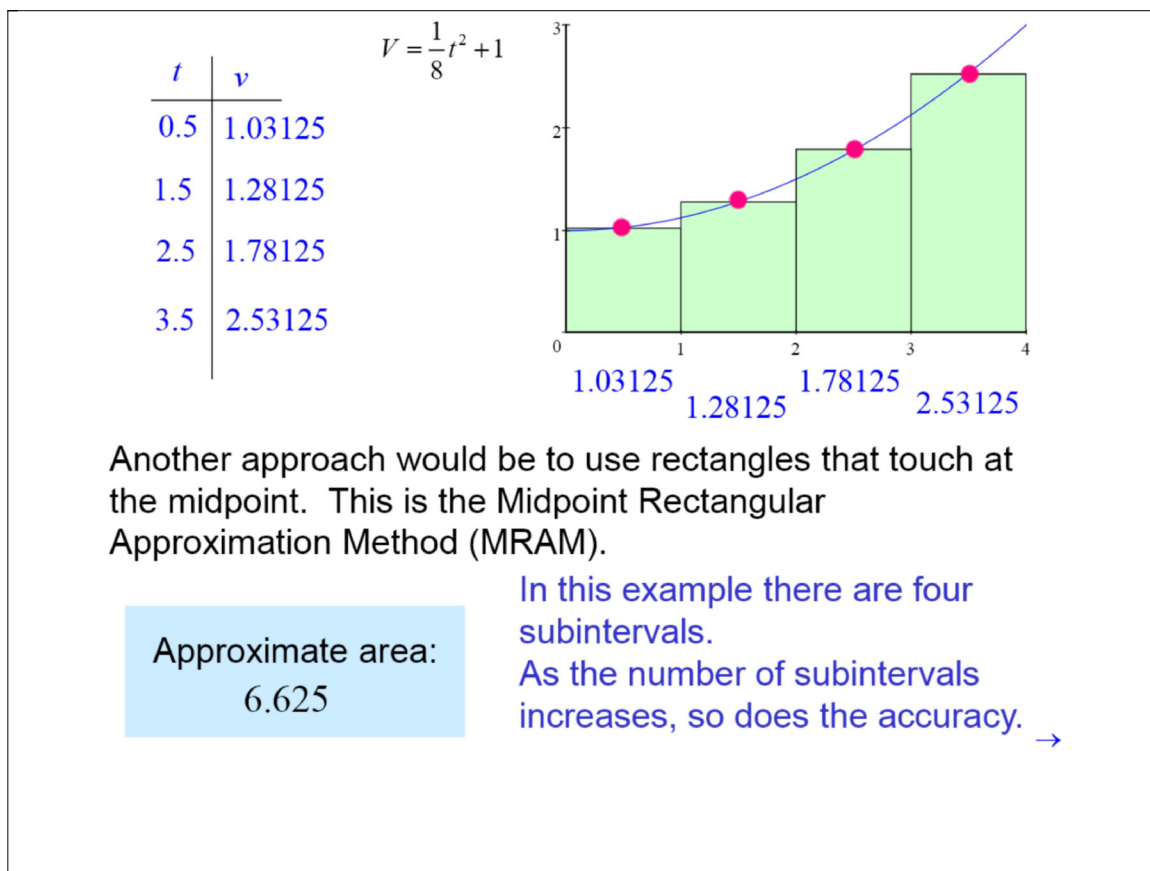 V = 1/8 t² + 1
t v
0.5 1.03125
1.5 1.28125
2.5 1.78125
3.5 2.53125
3
2
1
0 1 2 3 4
1.03125 1.28125 1.78125 2.53125
Another approach would be to use rectangles that touch at
the midpoint. This is the Midpoint Rectangular
Approximation Method (MRAM).
Approximate area:
6.625
In this example there are four
subintervals.
As the number of subintervals
increases, so does the accuracy.
→